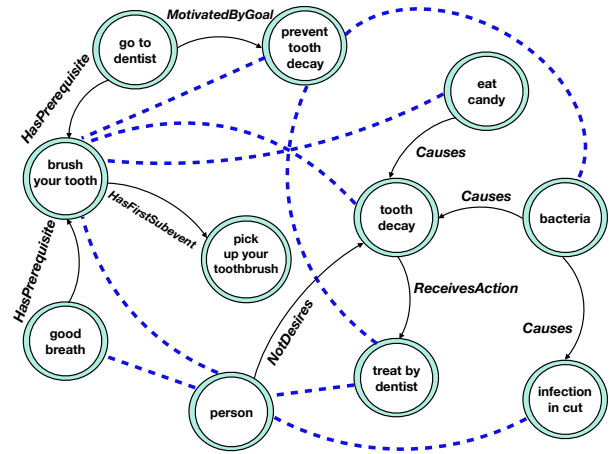 MotivatedByGoal
go to
dentist
prevent
tooth
decay
HasPrerequisite
eat
candy
Causes
brush
your tooth
HasFirstSubevent
Causes
tooth
decay
bacteria
pick
up your
toothbrush
HasPrerequisite
ReceivesAction
NotDesires
Causes
good
breath
treat by
dentist
person
infection
in cut